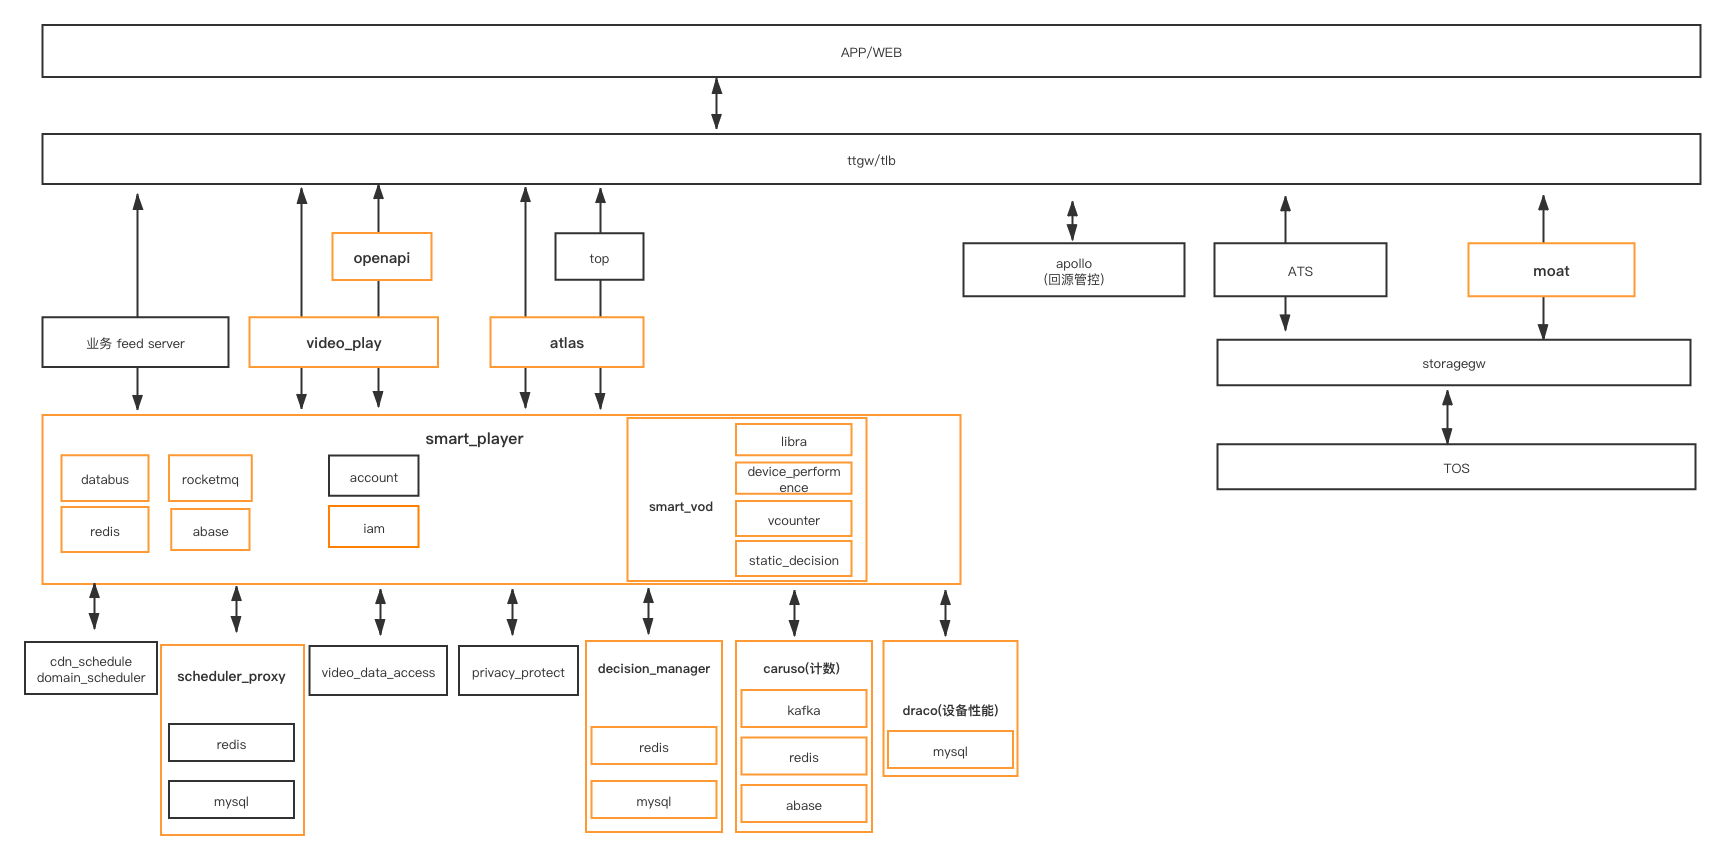 APP/WEB
ttgw/tlb
openapi
top
apollo
(回源管控)
ATS
moat
业务 feed server
video_play
atlas
storagegw
TOS
smart_player
databus
rocketmq
redis
abase
account
iam
smart_vod
libra
device_perform
ence
vcounter
static_decision
cdn_schedule
domain_scheduler
scheduler_proxy
redis
mysql
video_data_access
privacy_protect
decision_manager
redis
mysql
caruso(计数)
kafka
redis
abase
draco(设备性能)
mysql